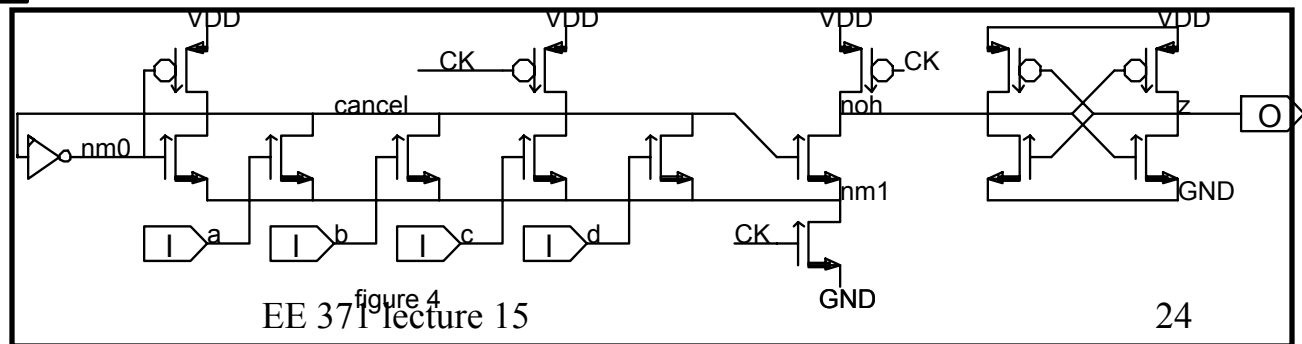 VDD VDD VDD VDD
CK CK
cancel noh z O
nm0
nm1 GND
I a I b I c I d CK
figure 4 GND
EE 371 lecture 15 24